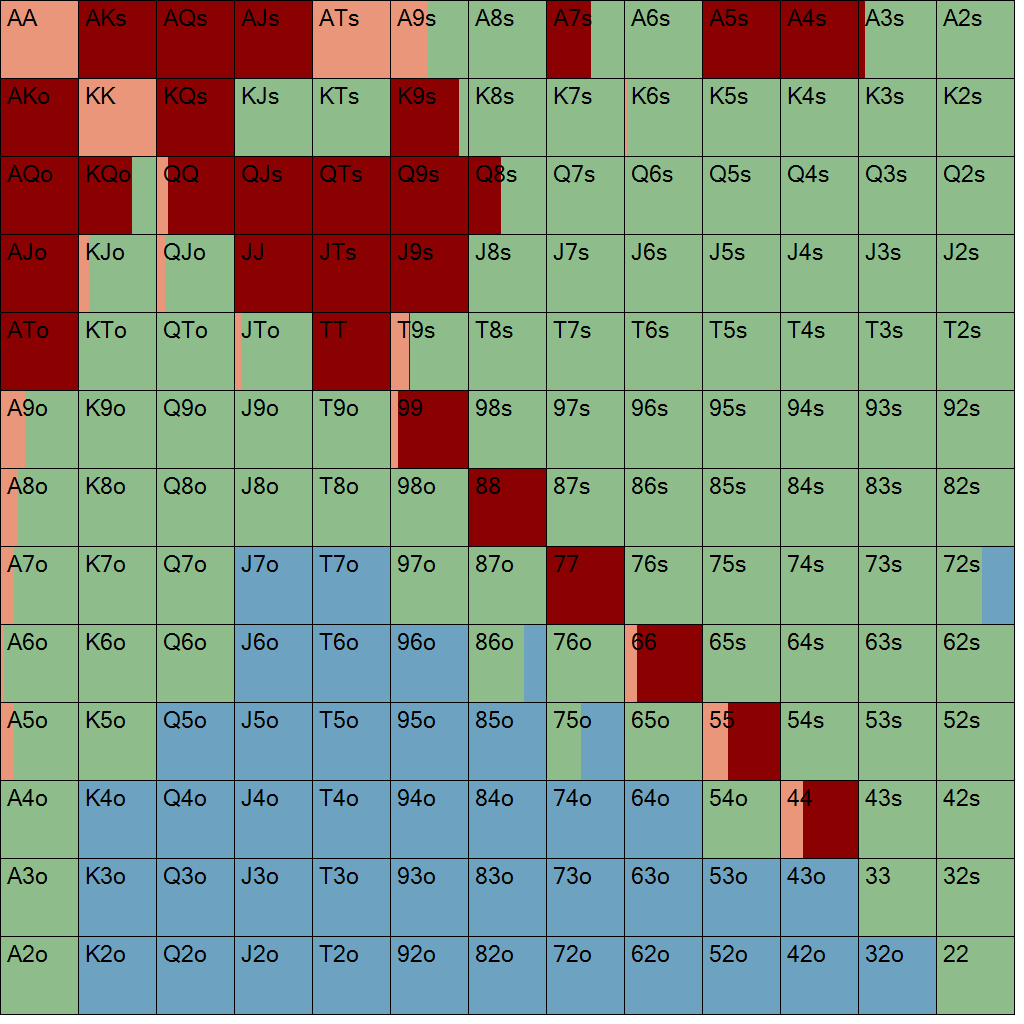 AA AKs AQs AJs ATs A9s A8s A7s A6s A5s A4s A3s A2s
AKo KK KQs KJs KTs K9s K8s K7s K6s K5s K4s K3s K2s
AQo KQo QQ QJs QTs Q9s Q8s Q7s Q6s Q5s Q4s Q3s Q2s
AJo KJo QJo JJ JTs J9s J8s J7s J6s J5s J4s J3s J2s
ATo KTo QTo JTo TT T9s T8s T7s T6s T5s T4s T3s T2s
A9o K9o Q9o J9o T9o 99 98s 97s 96s 95s 94s 93s 92s
A8o K8o Q8o J8o T8o 98o 88 87s 86s 85s 84s 83s 82s
A7o K7o Q7o J7o T7o 97o 87o 77 76s 75s 74s 73s 72s
A6o K6o Q6o J6o T6o 96o 86o 76o 66 65s 64s 63s 62s
A5o K5o Q5o J5o T5o 95o 85o 75o 65o 55 54s 53s 52s
A4o K4o Q4o J4o T4o 94o 84o 74o 64o 54o 44 43s 42s
A3o K3o Q3o J3o T3o 93o 83o 73o 63o 53o 43o 33 32s
A2o K2o Q2o J2o T2o 92o 82o 72o 62o 52o 42o 32o 22